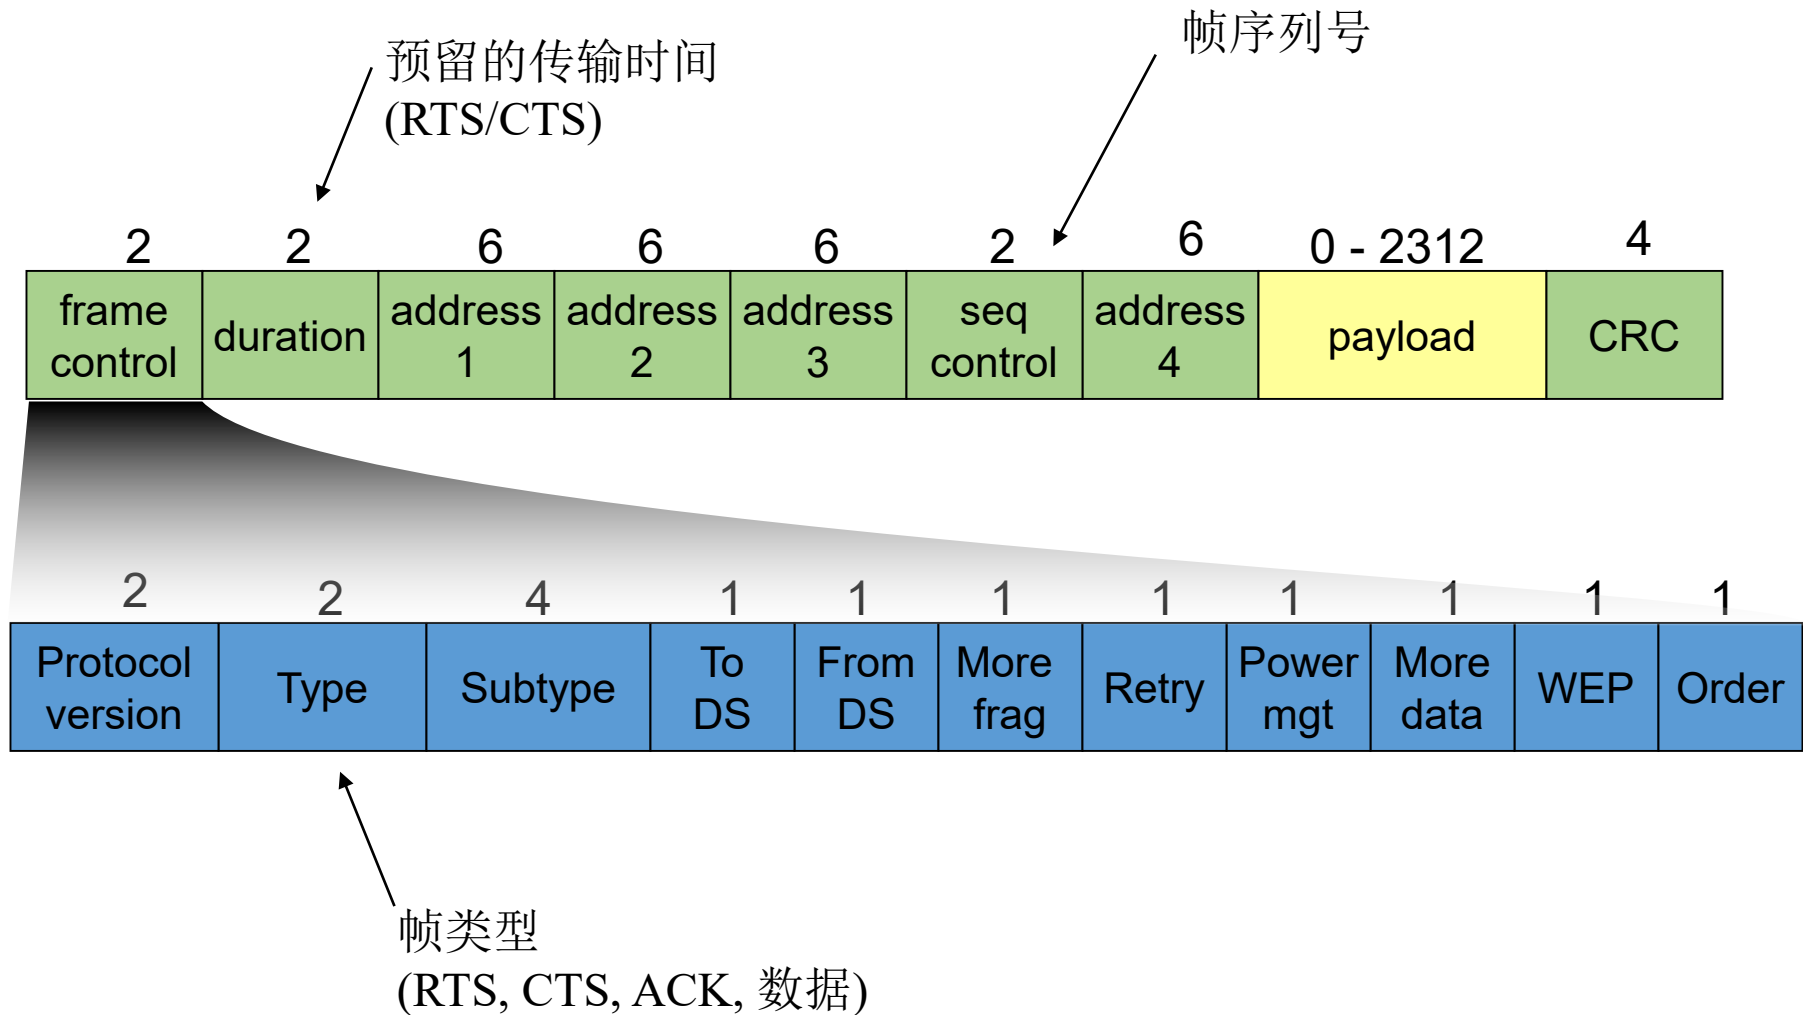 帧序列号
预留的传输时间
(RTS/CTS)
2 2 6 6 6 2 6 0 - 2312 4
frame control duration address 1 address 2 address 3 seq control address 4 payload CRC
2 2 4 1 1 1 1 1 1 1 1
Protocol version Type Subtype To DS From DS More frag Retry Power mgt More data WEP Order
帧类型
(RTS, CTS, ACK, 数据)